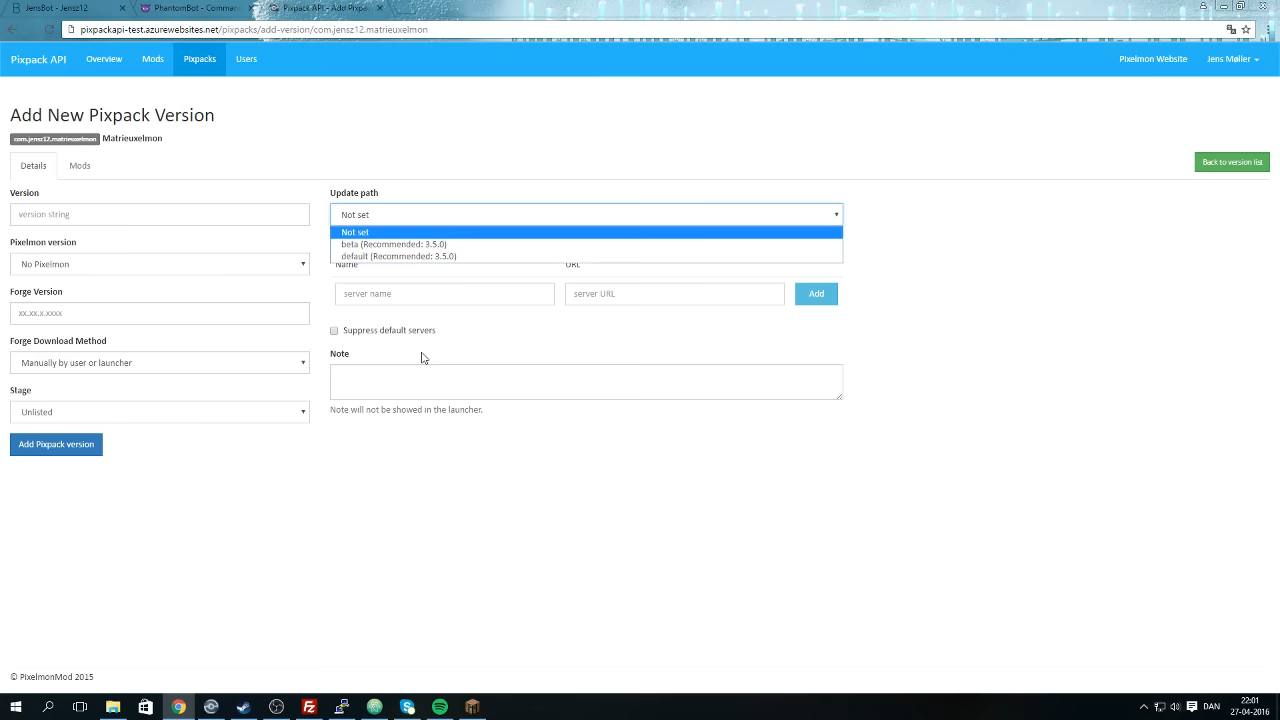 JensBot - Jensz12
PhantomBot - Comman
Pixpack API - Add Pixp
pixpackapi-test.azurewebsites.net/pixpacks/add-version/com.jensz12.matrieuxelmon
Pixpack API
Overview
Mods
Pixpacks
Users
Pixelmon Website
Jens Møller
Add New Pixpack Version
com.jensz12.matrieuxelmon Matrieuxelmon
Details
Mods
Back to version list
Version
version string
Pixelmon version
No Pixelmon
Forge Version
xx.xx.x.xxxx
Forge Download Method
Manually by user or launcher
Stage
Unlisted
Add Pixpack version
Update path
Not set
Not set
beta (Recommended: 3.5.0)
default (Recommended: 3.5.0)
Name
URL
server name
server URL
Add
Suppress default servers
Note
Note will not be showed in the launcher.
© PixelmonMod 2015
DAN
22:01
27-04-2016